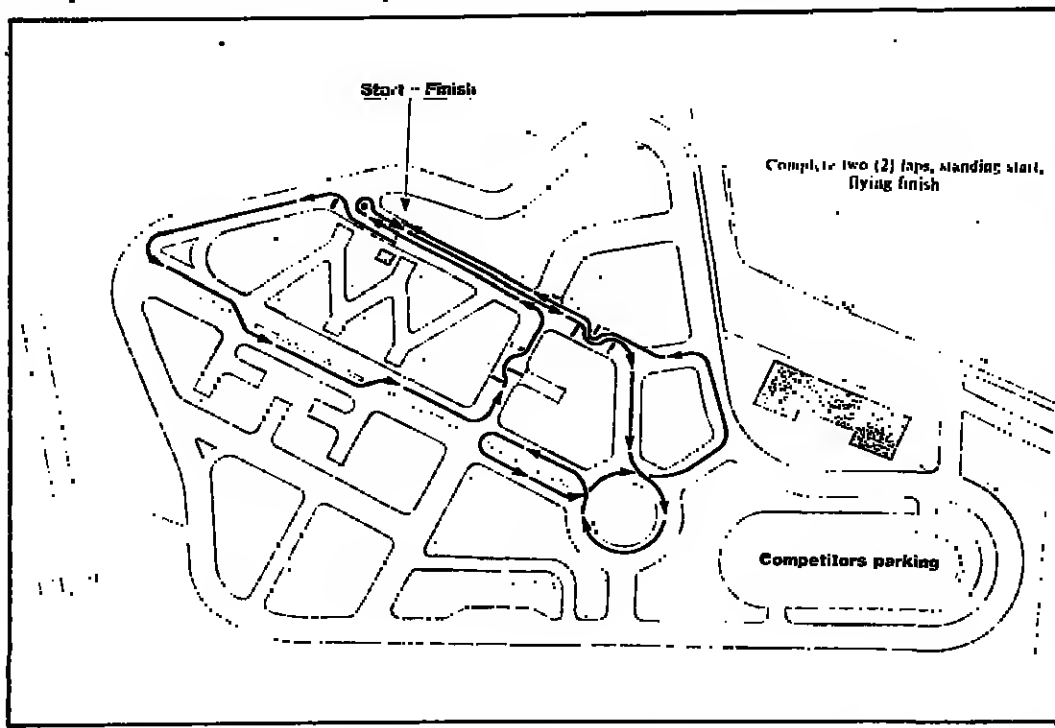 Start - Finish
Complete two (2) laps, standing start,
flying finish
Competitors parking